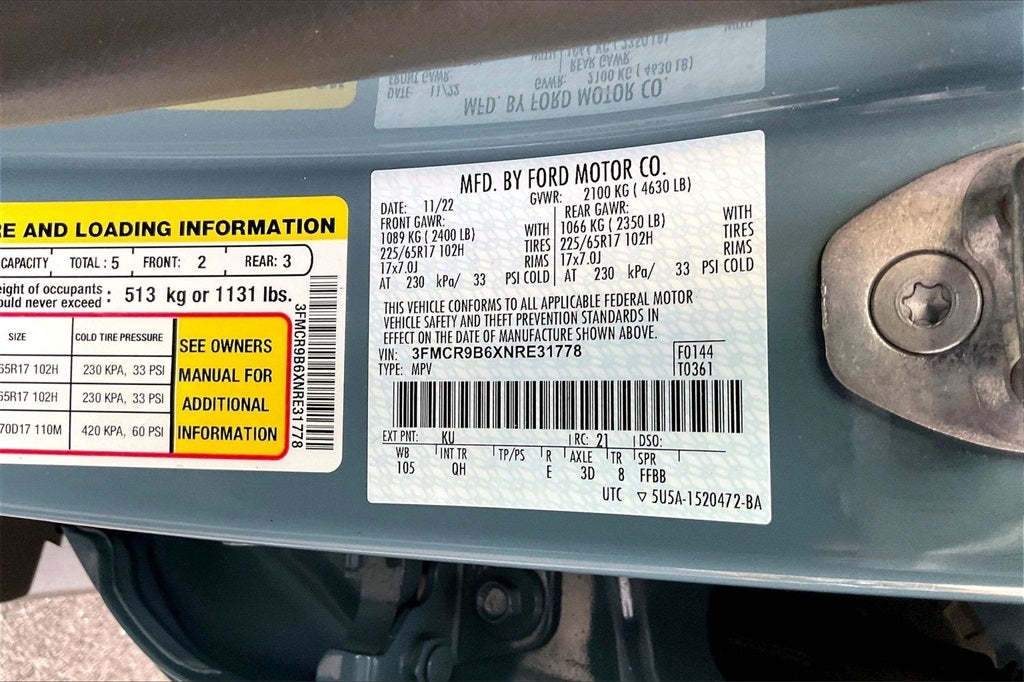 RE AND LOADING INFORMATION
CAPACITY TOTAL : 5 FRONT: 2 REAR: 3
eight of occupants
ould never exceed : 513 kg or 1131 lbs.
SIZE COLD TIRE PRESSURE
65R17 102H 230 KPA, 33 PSI
65R17 102H 230 KPA, 33 PSI
70D17 110M 420 KPA, 60 PSI
SEE OWNERS
MANUAL FOR
ADDITIONAL
INFORMATION
3FMCR9B6XNRE31778
MFD. BY FORD MOTOR CO.
DATE: 11/22 GVWR: 2100 KG ( 4630 LB)
FRONT GAWR: REAR GAWR:
1089 KG ( 2400 LB) WITH 1066 KG ( 2350 LB) WITH
225/65R17 102H TIRES 225/65R17 102H TIRES
17x7.0J RIMS 17x7.0J RIMS
AT 230 kPa/ 33 PSI COLD AT 230 kPa/ 33 PSI COLD
THIS VEHICLE CONFORMS TO ALL APPLICABLE FEDERAL MOTOR
VEHICLE SAFETY AND THEFT PREVENTION STANDARDS IN
EFFECT ON THE DATE OF MANUFACTURE SHOWN ABOVE.
VIN: 3FMCR9B6XNRE31778 F0144
TYPE: MPV T0361
EXT PNT: KU RC: 21 DSO:
WB INT TR TP/PS R AXLE TR SPR
105 QH E 3D 8 FFBB
UTC ▽ 5U5A-1520472-BA